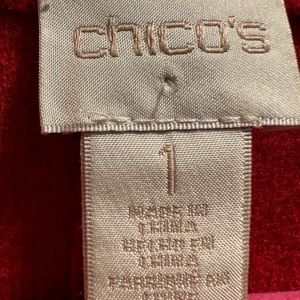 chico's
1
MADE IN
CHINA
HECHO EN
CHINA
FABRIQUE EN